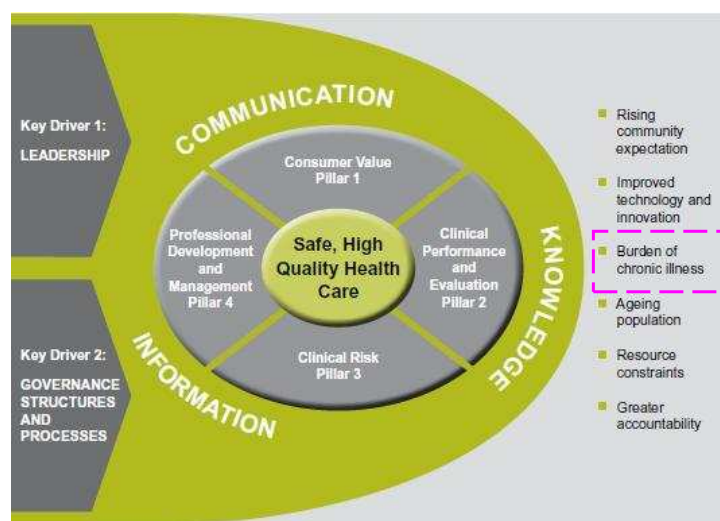 Key Driver 1:
LEADERSHIP
Key Driver 2:
GOVERNANCE
STRUCTURES
AND
PROCESSES
COMMUNICATION
KNOWLEDGE
INFORMATION
Consumer Value
Pillar 1
Professional
Development
and
Management
Pillar 4
Safe, High
Quality Health
Care
Clinical
Performance
and
Evaluation
Pillar 2
Clinical Risk
Pillar 3
Rising
community
expectation
Improved
technology and
innovation
Burden of
chronic illness
Ageing
population
Resource
constraints
Greater
accountability